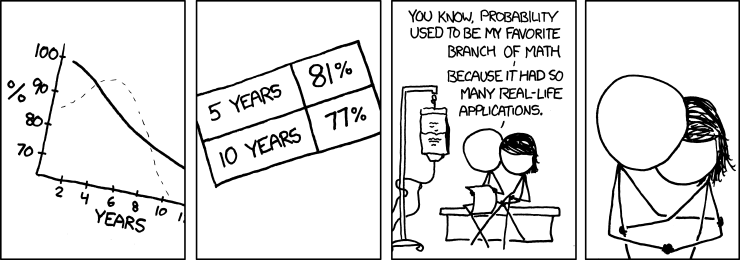 100
%
90
80
70
2 4 6 8 10 1
YEARS
5 YEARS 81%
10 YEARS 77%
YOU KNOW, PROBABILITY
USED TO BE MY FAVORITE
BRANCH OF MATH
BECAUSE IT HAD SO
MANY REAL-LIFE
APPLICATIONS.